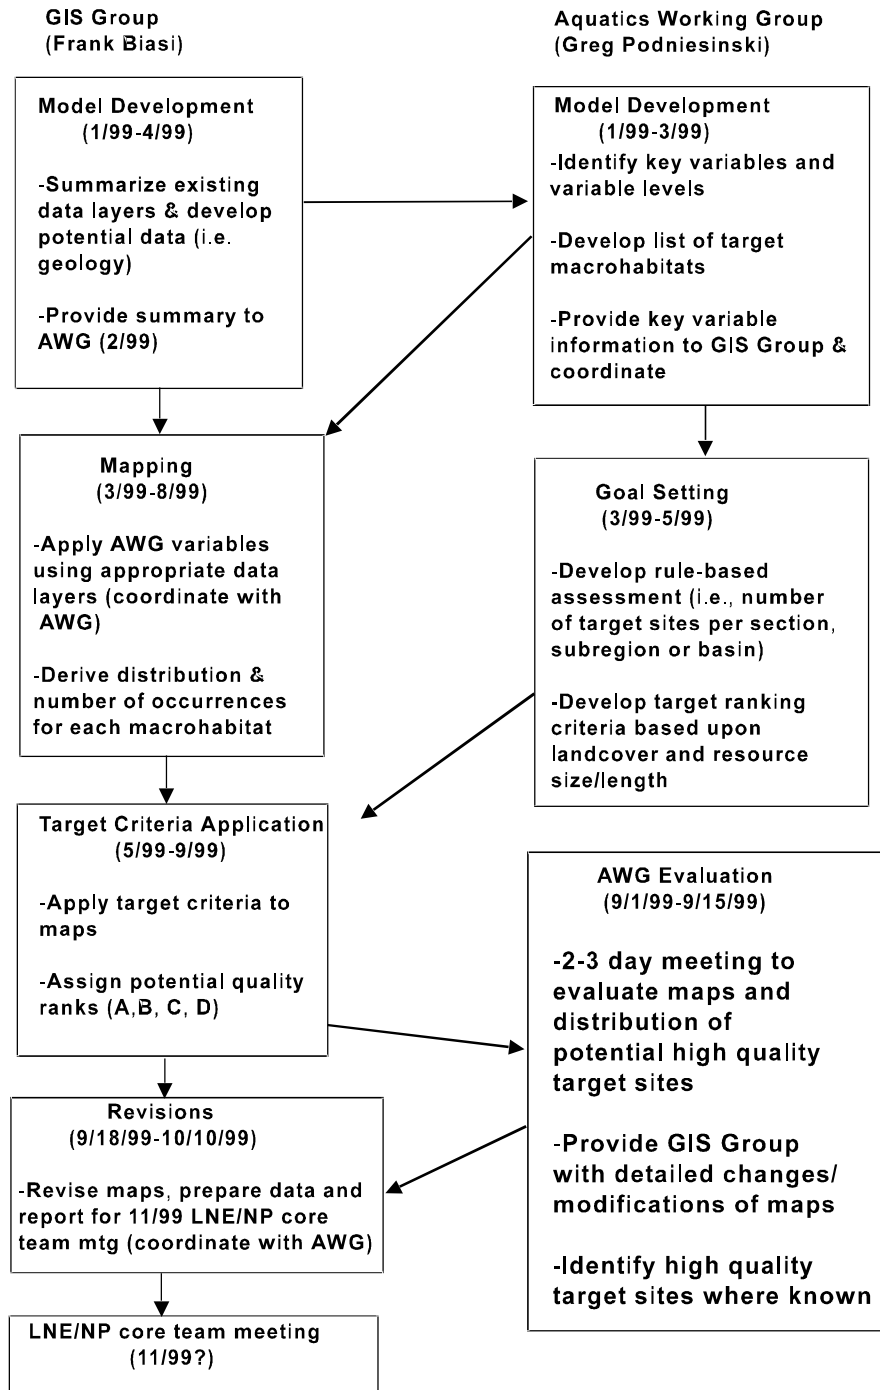 GIS Group
(Frank Biasi)
Aquatics Working Group
(Greg Podniesinski)
Model Development
(1/99-4/99)
-Summarize existing
data layers & develop
potential data (i.e.
geology)
-Provide summary to
AWG (2/99)
Model Development
(1/99-3/99)
-Identify key variables and
variable levels
-Develop list of target
macrohabitats
-Provide key variable
information to GIS Group &
coordinate
Mapping
(3/99-8/99)
-Apply AWG variables
using appropriate data
layers (coordinate with
AWG)
-Derive distribution &
number of occurrences
for each macrohabitat
Goal Setting
(3/99-5/99)
-Develop rule-based
assessment (i.e., number
of target sites per section,
subregion or basin)
-Develop target ranking
criteria based upon
landcover and resource
size/length
Target Criteria Application
(5/99-9/99)
-Apply target criteria to
maps
-Assign potential quality
ranks (A,B, C, D)
AWG Evaluation
(9/1/99-9/15/99)
-2-3 day meeting to
evaluate maps and
distribution of
potential high quality
target sites
-Provide GIS Group
with detailed changes/
modifications of maps
-Identify high quality
target sites where known
Revisions
(9/18/99-10/10/99)
-Revise maps, prepare data and
report for 11/99 LNE/NP core
team mtg (coordinate with AWG)
LNE/NP core team meeting
(11/99?)